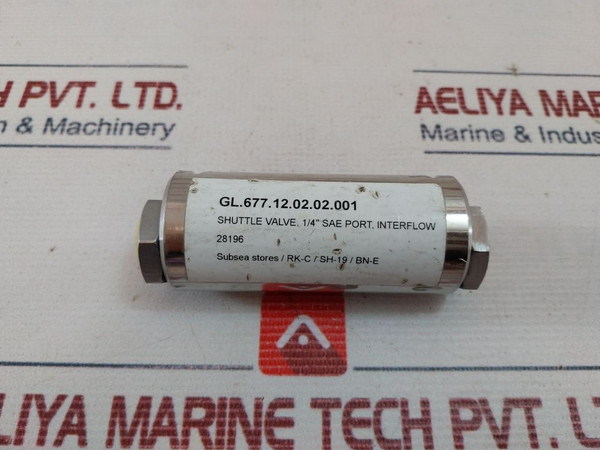 CH PVT. LTD.
n & Machinery
AELIYA MAR
Marine & Indus
GL.677.12.02.02.001
SHUTTLE VALVE, 1/4" SAE PORT, INTERFLOW
28196
Subsea stores / RK-C / SH-19 / BN-E
ELIYA MARINE TECH PVT. LT